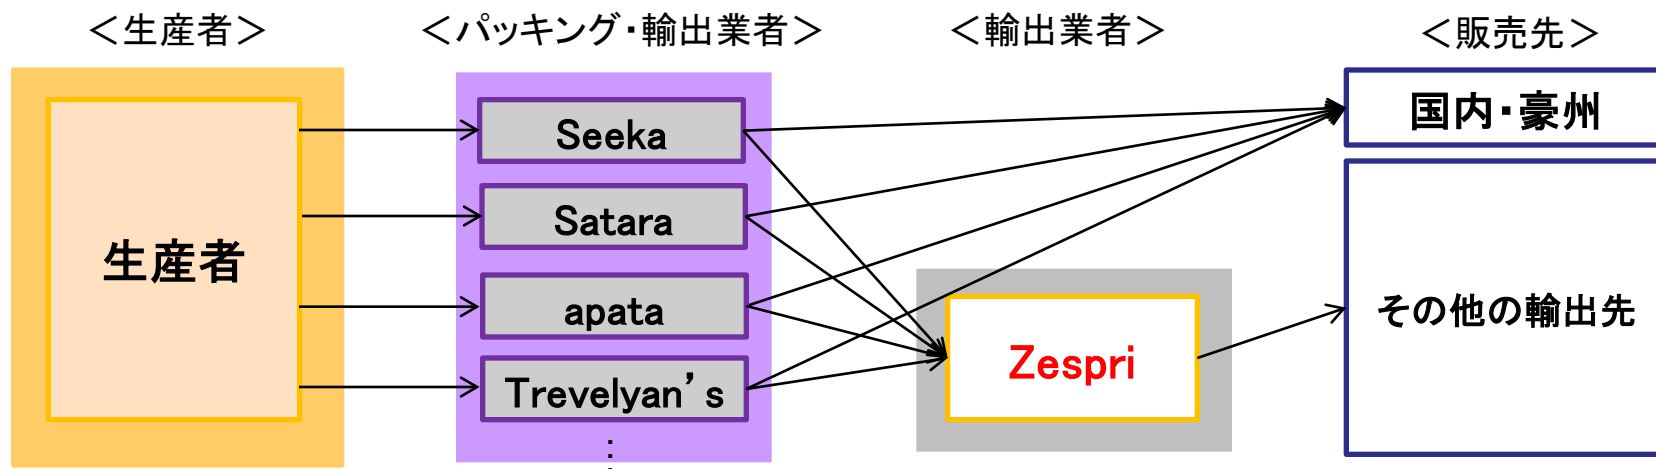 ＜生産者＞
＜パッキング・輸出業者＞
＜輸出業者＞
＜販売先＞
生産者
Seeka
Satara
apata
Trevelyan’s
：
Zespri
国内・豪州
その他の輸出先